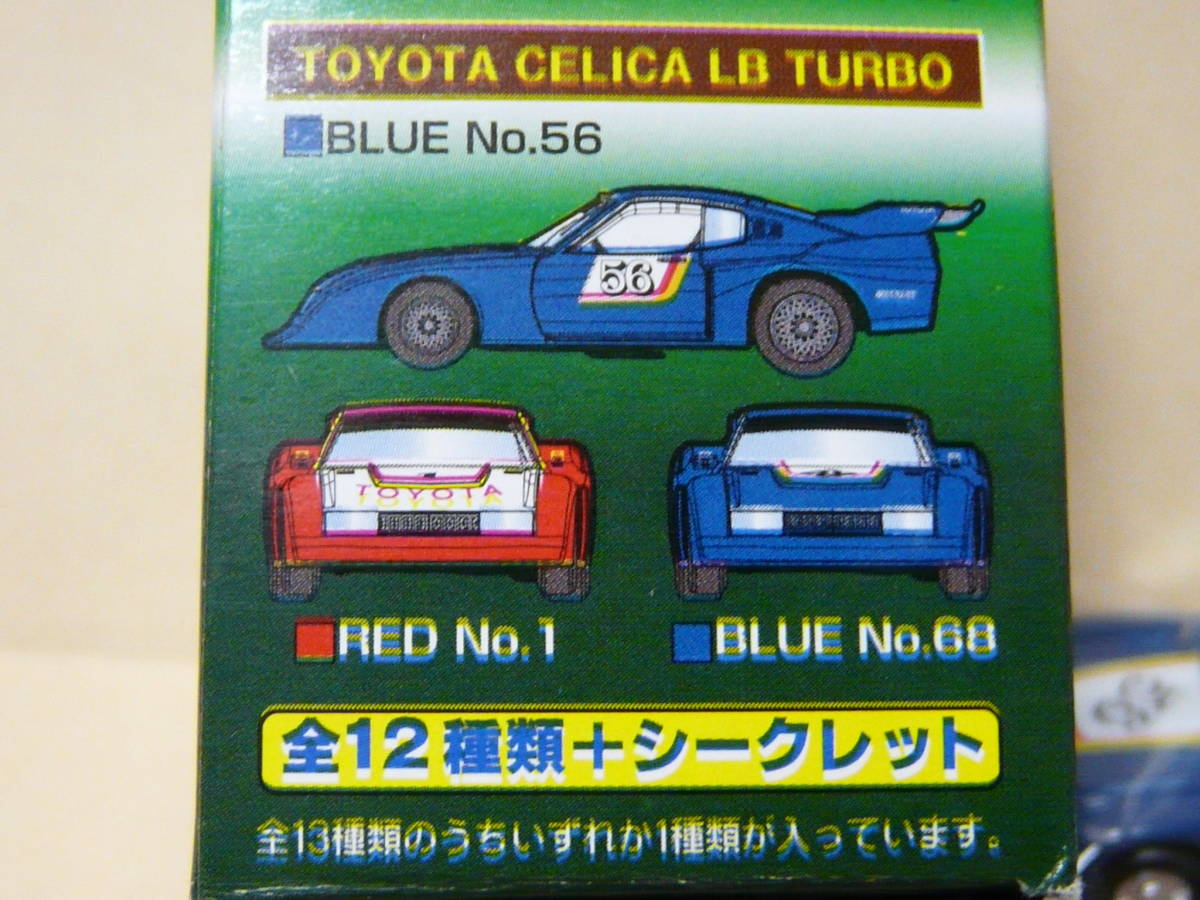 TOYOTA CELICA LB TURBO
BLUE No.56
56
TOYOTA
RED No.1
BLUE No.68
全12種類+シークレット
全13種類のうちいずれか1種類が入っています。